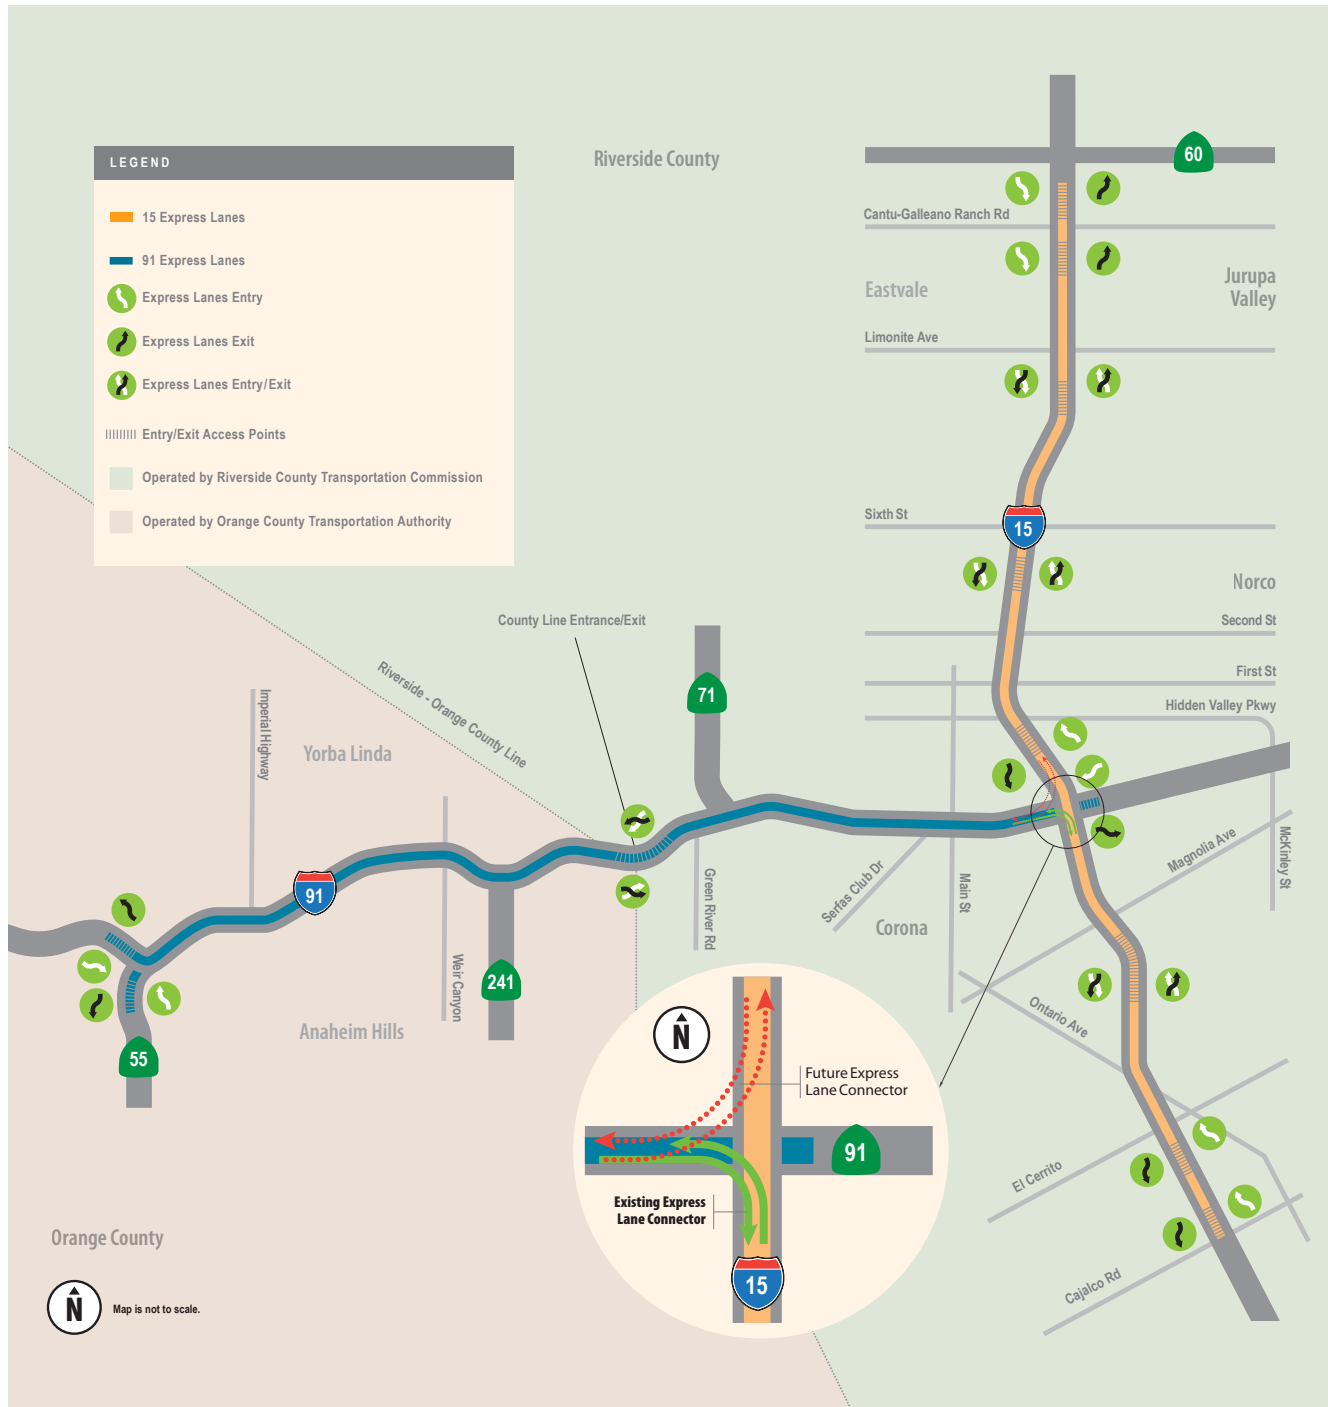 LEGEND
15 Express Lanes
91 Express Lanes
Express Lanes Entry
Express Lanes Exit
Express Lanes Entry/Exit
Entry/Exit Access Points
Operated by Riverside County Transportation Commission
Operated by Orange County Transportation Authority
Riverside County
60
Cantu-Galleano Ranch Rd
Eastvale
Jurupa
Valley
Limonite Ave
Sixth St
15
Norco
Second St
First St
Hidden Valley Pkwy
County Line Entrance/Exit
Riverside - Orange County Line
71
Imperial Highway
Yorba Linda
91
Weir Canyon
241
Anaheim Hills
55
Green River Rd
Serfas Club Dr
Main St
Corona
Magnolia Ave
McKinley St
Ontario Ave
El Cerrito
Cajalco Rd
N
Future Express
Lane Connector
91
Existing Express
Lane Connector
15
Orange County
N
Map is not to scale.